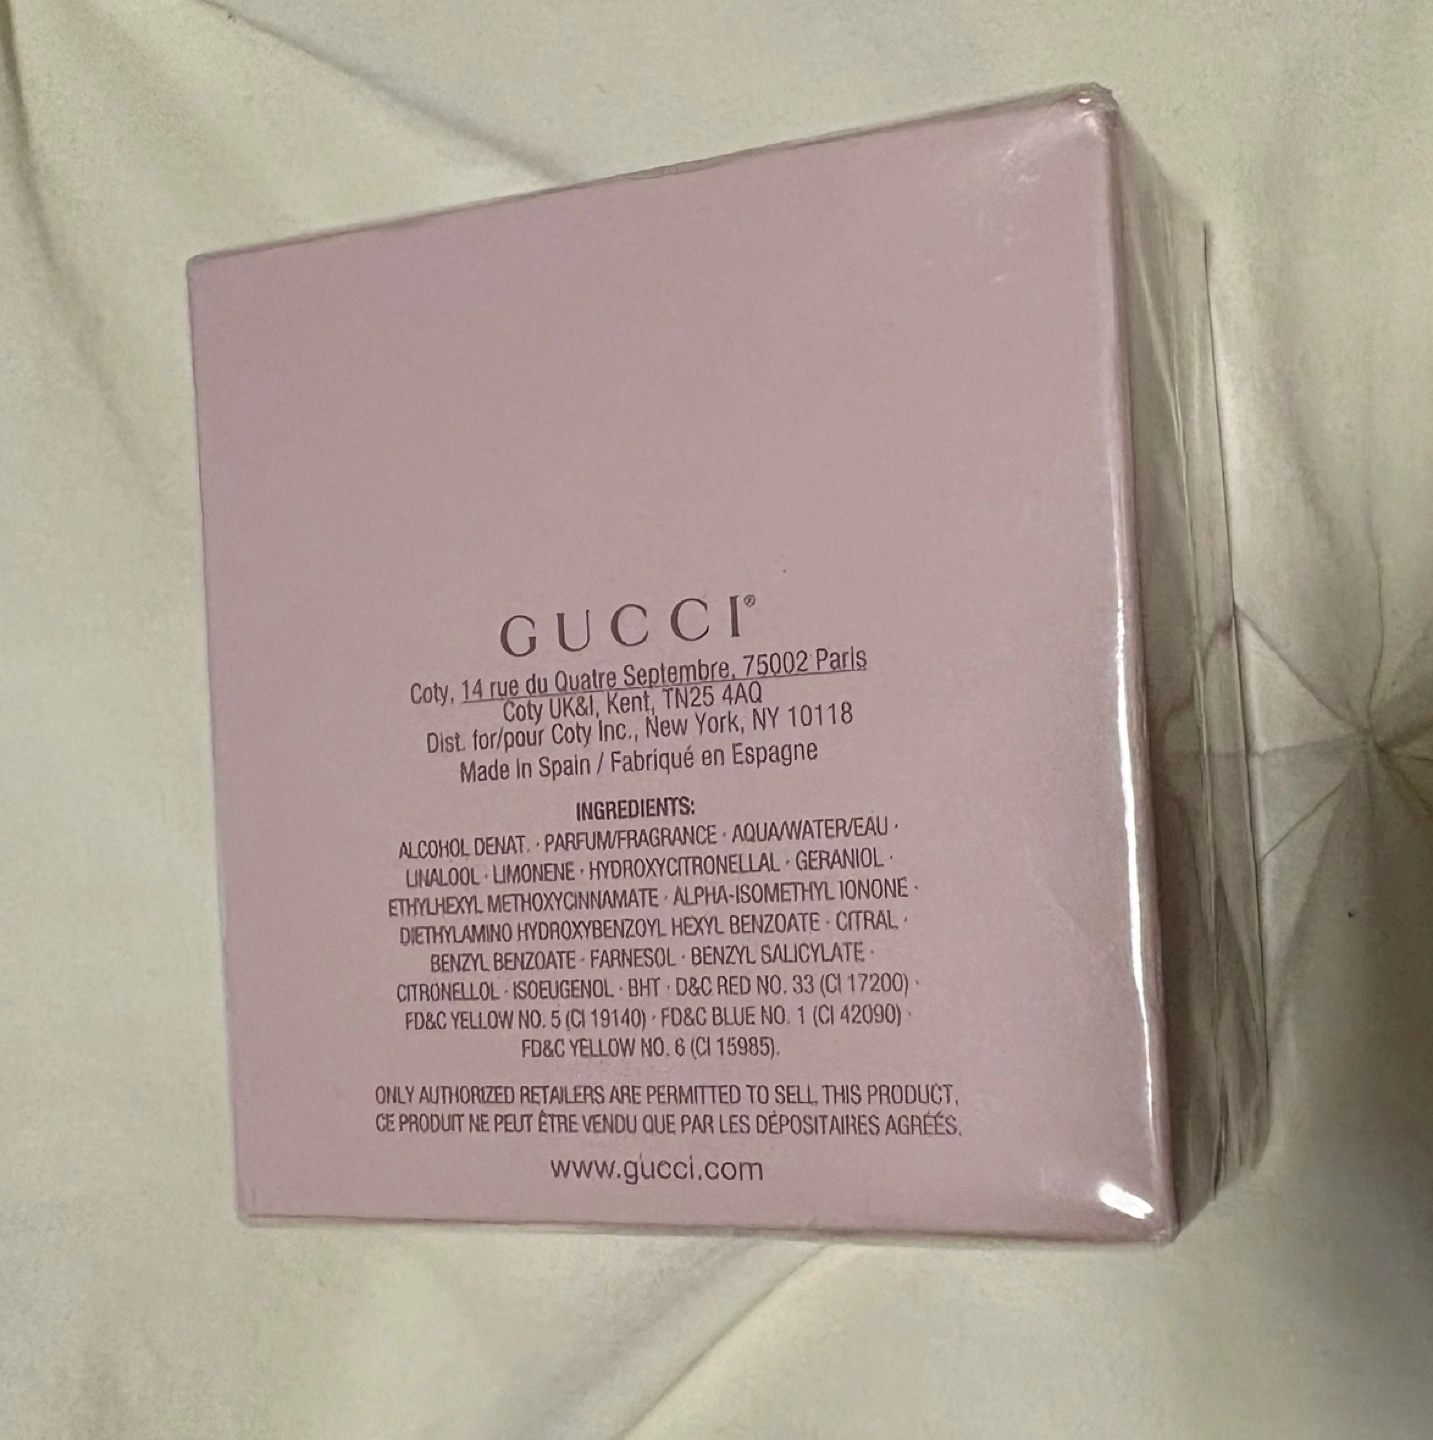 GUCCI®
Coty, 14 rue du Quatre Septembre, 75002 Paris
Coty UK&I, Kent, TN25 4AQ
Dist. for/pour Coty Inc., New York, NY 10118
Made in Spain / Fabriqué en Espagne
INGREDIENTS:
ALCOHOL DENAT. · PARFUM/FRAGRANCE · AQUA/WATER/EAU ·
LINALOOL · LIMONENE · HYDROXYCITRONELLAL · GERANIOL ·
ETHYLHEXYL METHOXYCINNAMATE · ALPHA-ISOMETHYL IONONE ·
DIETHYLAMINO HYDROXYBENZOYL HEXYL BENZOATE · CITRAL ·
BENZYL BENZOATE · FARNESOL · BENZYL SALICYLATE ·
CITRONELLOL · ISOEUGENOL · BHT · D&C RED NO. 33 (CI 17200) ·
FD&C YELLOW NO. 5 (CI 19140) · FD&C BLUE NO. 1 (CI 42090) ·
FD&C YELLOW NO. 6 (CI 15985).
ONLY AUTHORIZED RETAILERS ARE PERMITTED TO SELL THIS PRODUCT.
CE PRODUIT NE PEUT ÊTRE VENDU QUE PAR LES DÉPOSITAIRES AGRÉÉS.
www.gucci.com